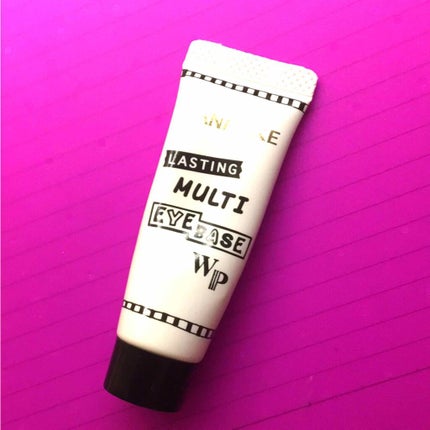 LASTING
MULTI
EYE BASE
WP